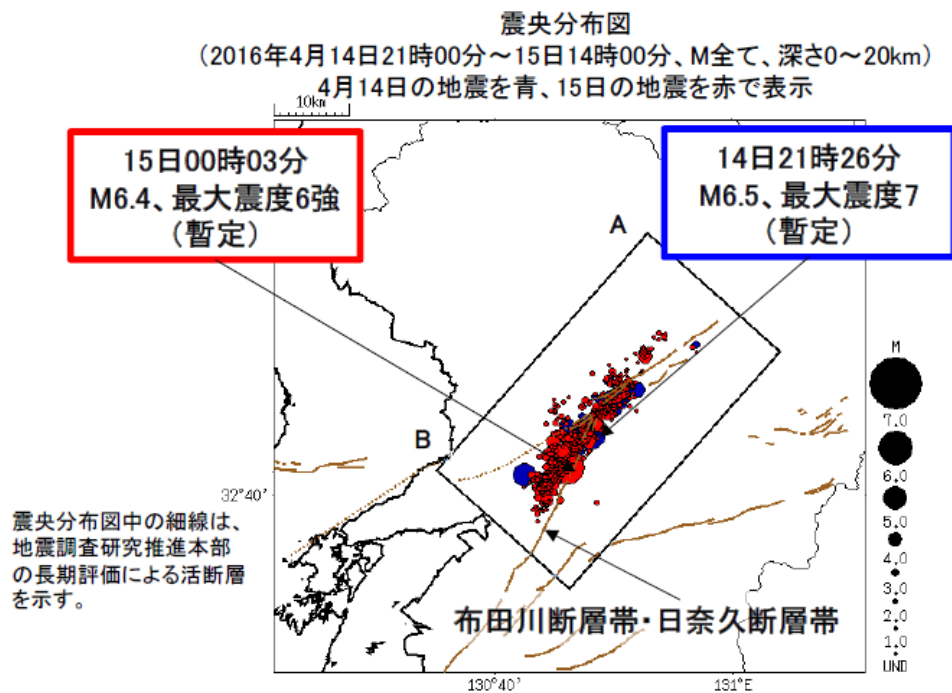 震央分布図
（2016年4月14日21時00分～15日14時00分、M全て、深さ0～20km）
4月14日の地震を青、15日の地震を赤で表示
10km
15日00時03分
M6.4、最大震度6強
（暫定）
14日21時26分
M6.5、最大震度7
（暫定）
A
B
M
7.0
6.0
5.0
4.0
3.0
2.0
1.0
UND
32°40'
震央分布図中の細線は、
地震調査研究推進本部
の長期評価による活断層
を示す。
布田川断層帯・日奈久断層帯
130°40'
131°E